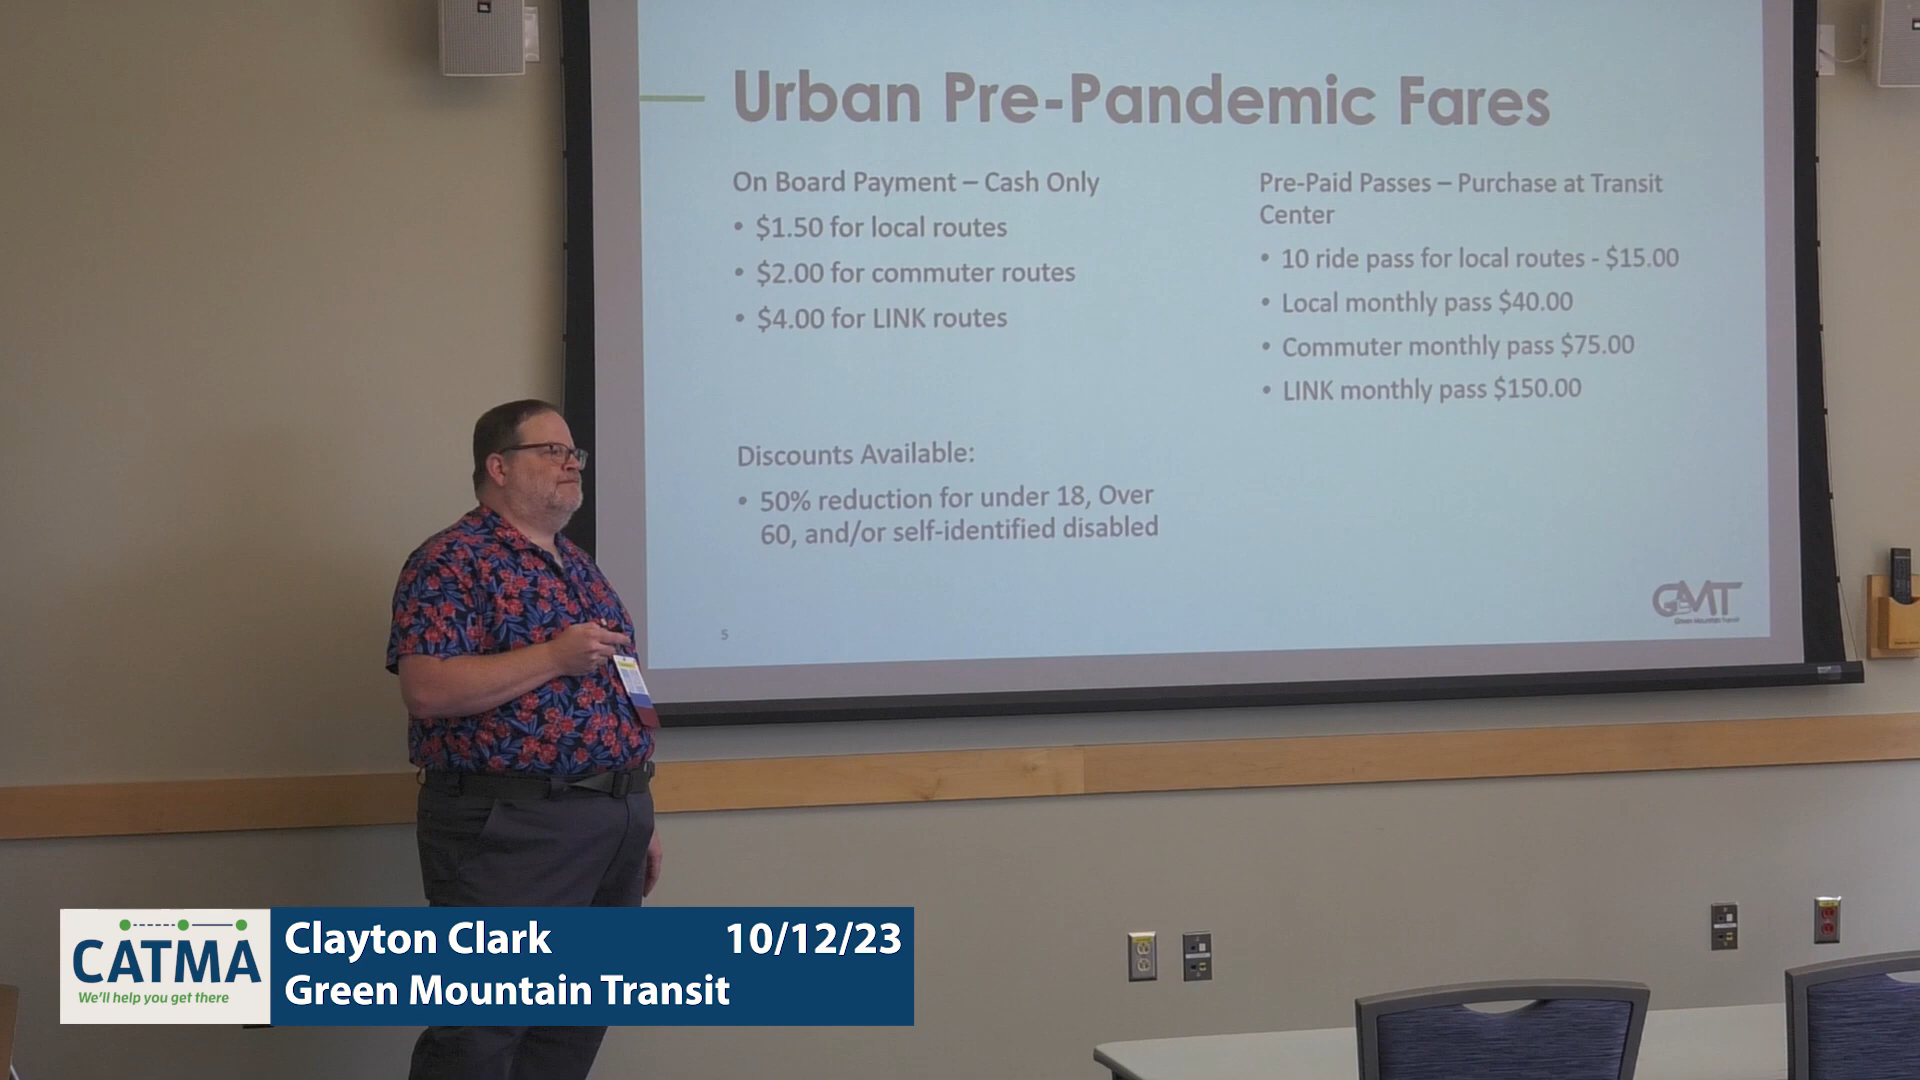 Urban Pre-Pandemic Fares
On Board Payment – Cash Only
• $1.50 for local routes
• $2.00 for commuter routes
• $4.00 for LINK routes
Discounts Available:
• 50% reduction for under 18, Over
60, and/or self-identified disabled
Pre-Paid Passes – Purchase at Transit
Center
• 10 ride pass for local routes - $15.00
• Local monthly pass $40.00
• Commuter monthly pass $75.00
• LINK monthly pass $150.00
5
GMT
Green Mountain Transit
CATMA
We'll help you get there
Clayton Clark 10/12/23
Green Mountain Transit